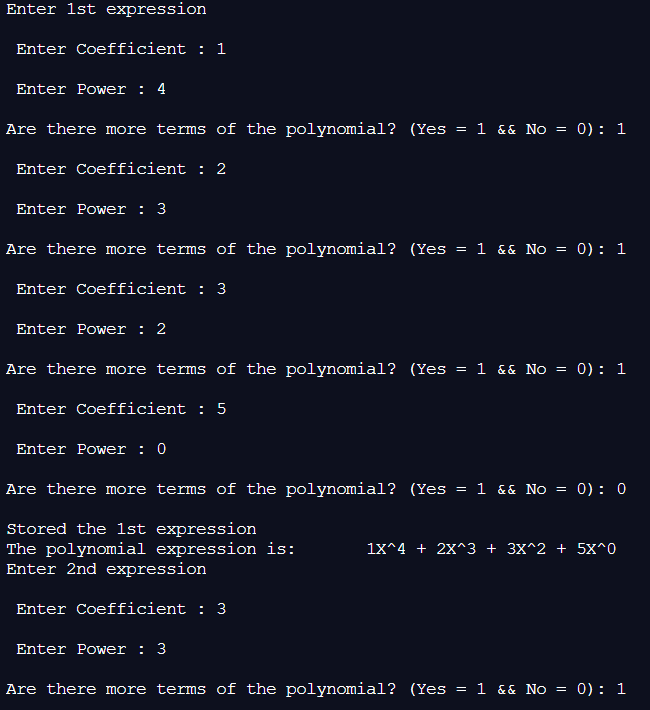 Enter 1st expression
Enter Coefficient : 1
Enter Power : 4
Are there more terms of the polynomial? (Yes = 1 && No = 0): 1
Enter Coefficient : 2
Enter Power : 3
Are there more terms of the polynomial? (Yes = 1 && No = 0): 1
Enter Coefficient : 3
Enter Power : 2
Are there more terms of the polynomial? (Yes = 1 && No = 0): 1
Enter Coefficient : 5
Enter Power : 0
Are there more terms of the polynomial? (Yes = 1 && No = 0): 0
Stored the 1st expression
The polynomial expression is: 1X^4 + 2X^3 + 3X^2 + 5X^0
Enter 2nd expression
Enter Coefficient : 3
Enter Power : 3
Are there more terms of the polynomial? (Yes = 1 && No = 0): 1